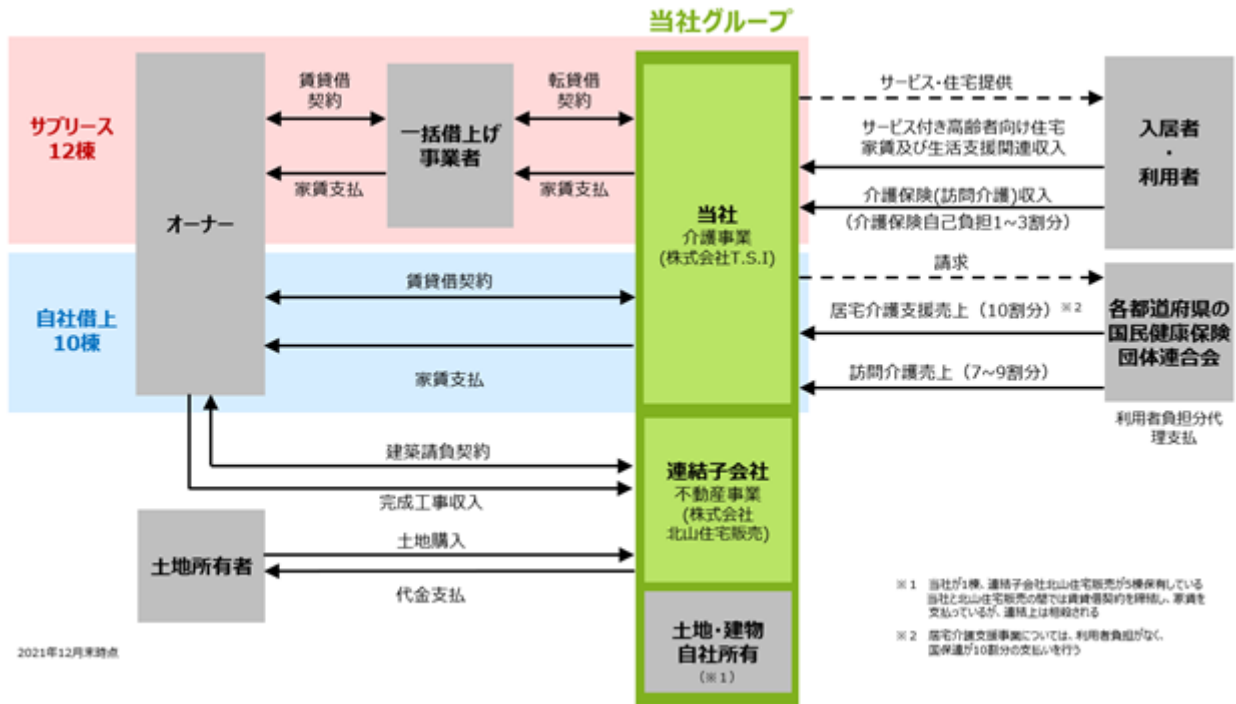 当社グループ
サブリース
12棟
賃貸借
契約
転貸借
契約
一括借上げ
事業者
家賃支払
家賃支払
オーナー
当社
介護事業
(株式会社T.S.I)
サービス・住宅提供
サービス付き高齢者向け住宅
家賃及び生活支援関連収入
介護保険(訪問介護)収入
(介護保険自己負担1~3割分)
入居者
・
利用者
自社借上
10棟
賃貸借契約
家賃支払
請求
居宅介護支援売上（10割分）※2
訪問介護売上（7~9割分）
各都道府県の
国民健康保険
団体連合会
利用者負担分代
理支払
建築請負契約
完成工事収入
連結子会社
不動産事業
(株式会社
北山住宅販売)
土地所有者
土地購入
代金支払
土地・建物
自社所有
（※1）
※1 当社が1棟、連結子会社北山住宅販売が5棟保有している
当社と北山住宅販売の間では賃貸借契約を締結し、家賃を
支払っているが、連結上は相殺される
※2 居宅介護支援事業については、利用者負担がなく、
国保連が10割分の支払いを行う
2021年12月末時点